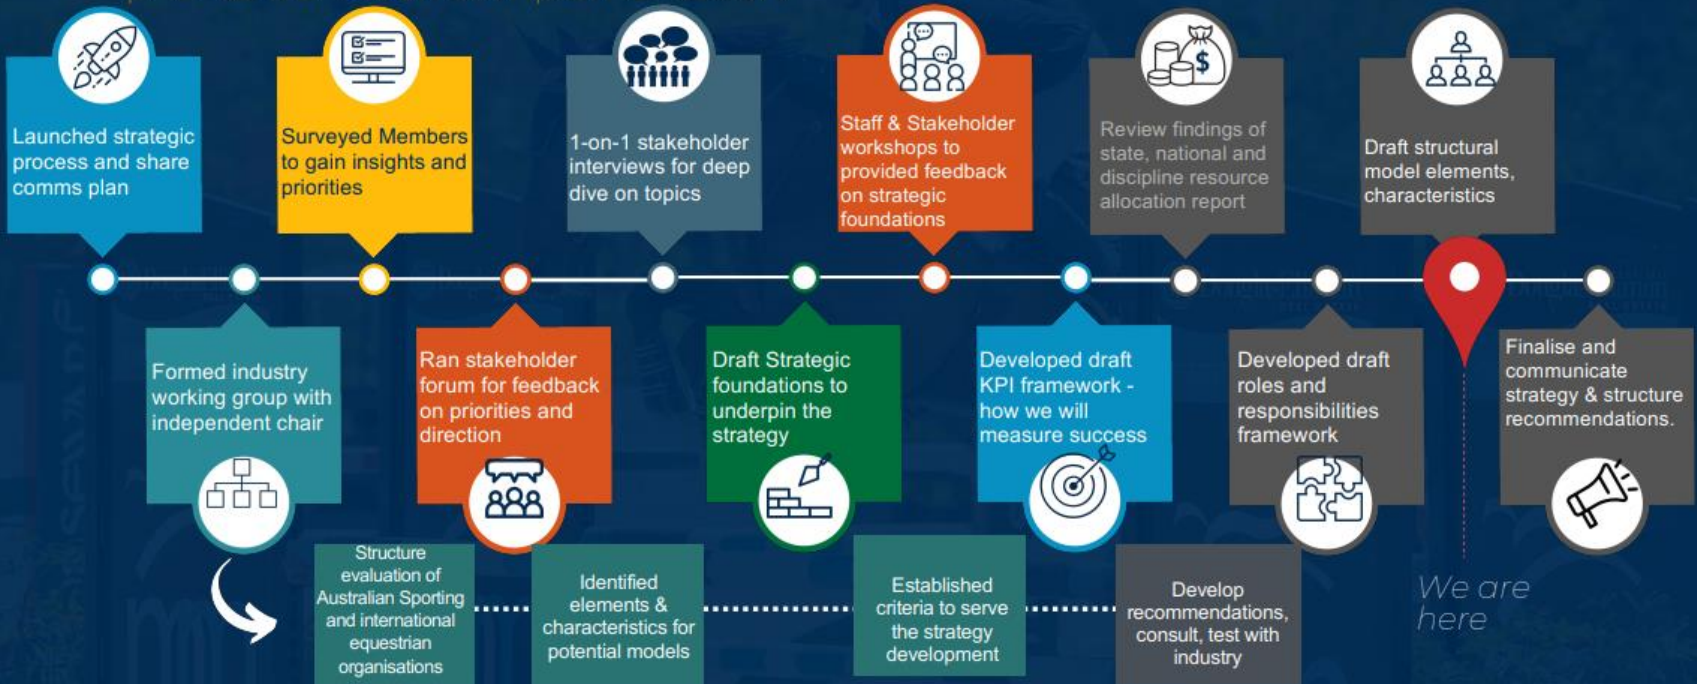 Launched strategic
process and share
comms plan
Surveyed Members
to gain insights and
priorities
1-on-1 stakeholder
interviews for deep
dive on topics
Staff & Stakeholder
workshops to
provided feedback
on strategic
foundations
Review findings of
state, national and
discipline resource
allocation report
$
Draft structural
model elements,
characteristics
Formed industry
working group with
independent chair
Ran stakeholder
forum for feedback
on priorities and
direction
Draft Strategic
foundations to
underpin the
strategy
Developed draft
KPI framework -
how we will
measure success
Developed draft
roles and
responsibilities
framework
Finalise and
communicate
strategy & structure
recommendations.
Structure
evaluation of
Australian Sporting
and international
equestrian
organisations
Identified
elements &
characteristics for
potential models
Established
criteria to serve
the strategy
development
Develop
recommendations,
consult, test with
industry
We are
here